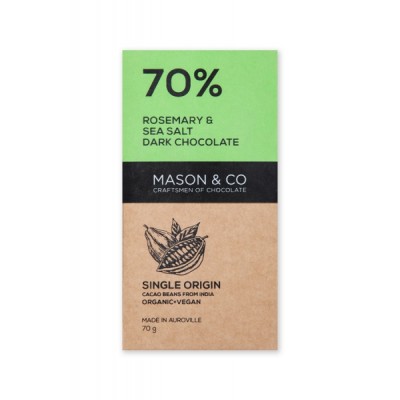 70%
ROSEMARY &
SEA SALT
DARK CHOCOLATE
MASON & CO
CRAFTSMEN OF CHOCOLATE
SINGLE ORIGIN
CACAO BEANS FROM INDIA
ORGANIC•VEGAN
MADE IN AUROVILLE
70 g